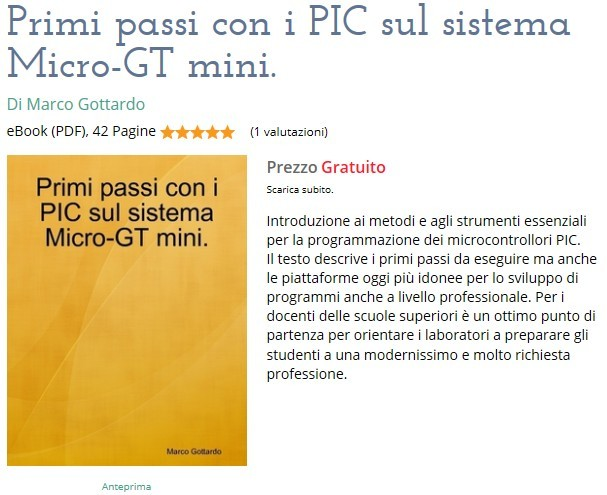 Primi passi con i PIC sul sistema
Micro-GT mini.
Di Marco Gottardo
eBook (PDF), 42 Pagine (1 valutazioni)
Primi passi con i
PIC sul sistema
Micro-GT mini.
Marco Gottardo
Anteprima
Prezzo Gratuito
Scarica subito.
Introduzione ai metodi e agli strumenti essenziali
per la programmazione dei microcontrollori PIC.
Il testo descrive i primi passi da eseguire ma anche
le piattaforme oggi più idonee per lo sviluppo di
programmi anche a livello professionale. Per i
docenti delle scuole superiori è un ottimo punto di
partenza per orientare i laboratori a preparare gli
studenti a una modernissimo e molto richiesta
professione.